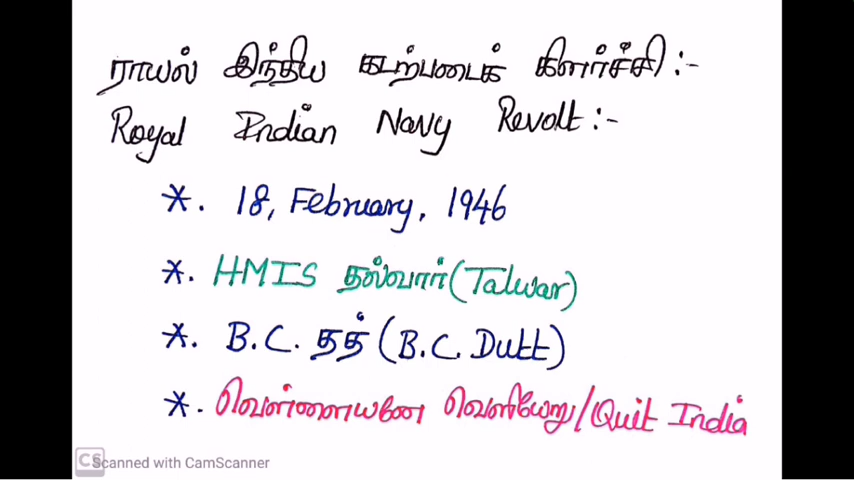 ராயல் இந்திய கடற்படைக் கிளர்ச்சி :-
Royal Indian Navy Revolt :-
*. 18, February, 1946
*. HMIS தல்வார் (Talwar)
*. B.C. தத் (B.C. Dutt)
*. வெள்ளையனே வெளியேறு/Quit India
CS Scanned with CamScanner